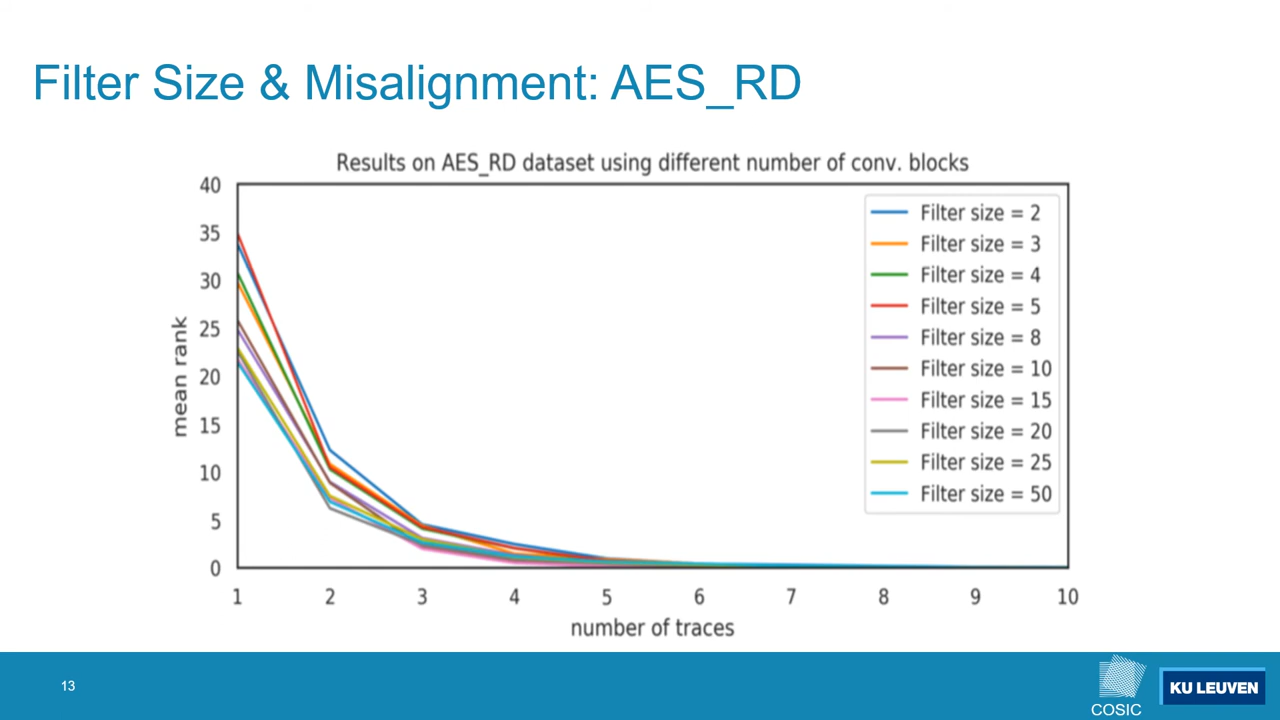 Filter Size & Misalignment: AES_RD
Results on AES_RD dataset using different number of conv. blocks
40
35
30
25
20
15
10
5
0
mean rank
Filter size = 2
Filter size = 3
Filter size = 4
Filter size = 5
Filter size = 8
Filter size = 10
Filter size = 15
Filter size = 20
Filter size = 25
Filter size = 50
1 2 3 4 5 6 7 8 9 10
number of traces
13
COSIC
KU LEUVEN